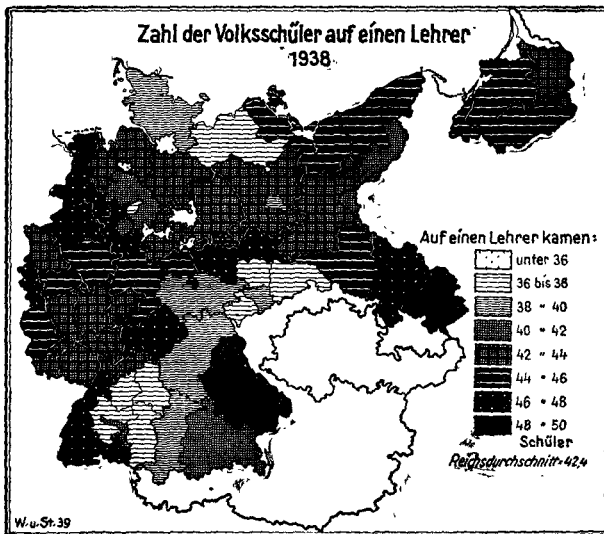 Zahl der Volksschüler auf einen Lehrer
1938
Auf einen Lehrer kamen:
unter 36
36 bis 38
38 " 40
40 " 42
42 " 44
44 " 46
46 " 48
48 " 50
Schüler
Reichsdurchschnitt=42,4
W.u.St.39